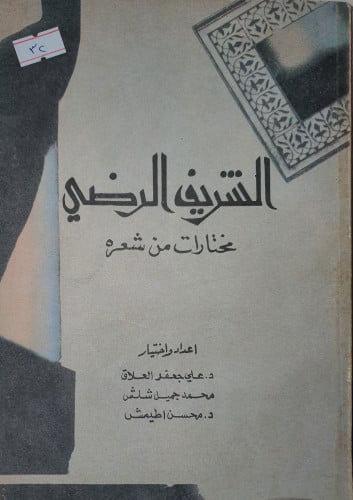 ٣٢
الشريف الرضي
مختارات من شعره
اعداد واختيار
د. علي جعفر العلاق
محمد جميل شلش
د. محسن اطيمش